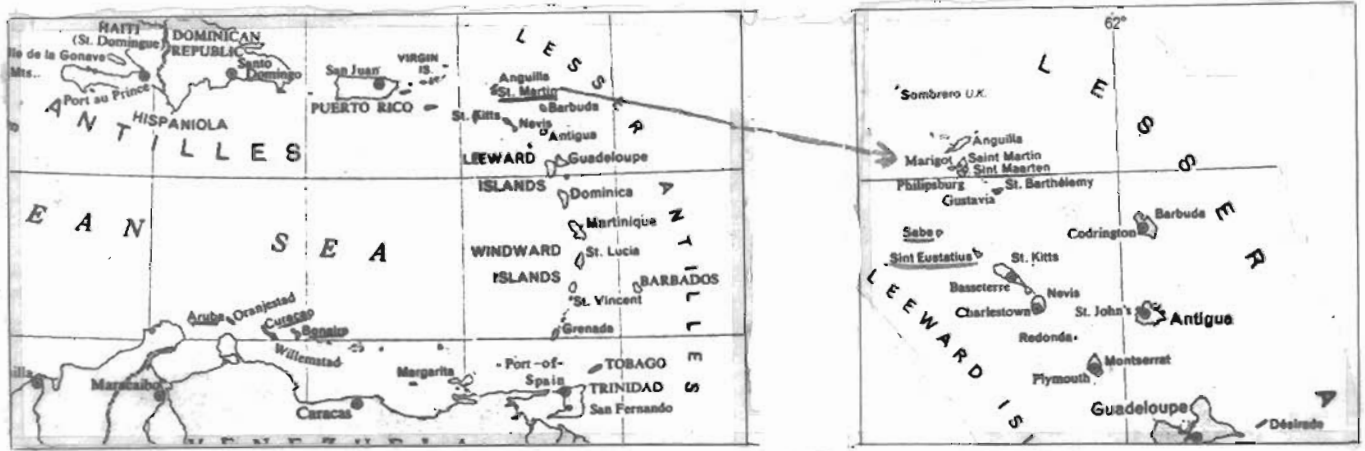 HAITI
(St. Domingue)
DOMINICAN
REPUBLIC
Ile de la Gonave
Mts..
Port au Prince
Santo
Domingo
HISPANIOLA
ANTILLES
San Juan
PUERTO RICO
VIRGIN
IS.
LESSER
Anguilla
St. Martin
Barbuda
St. Kitts
Nevis
Antigua
LEEWARD
ISLANDS
Guadeloupe
Dominica
Martinique
WINDWARD
ISLANDS
St. Lucia
BARBADOS
St. Vincent
Grenada
ANTILLES
EAN SEA
Aruba
Oranjestad
Curacao
Bonaire
Willemstad
illa
Maracaibo
Caracas
Margarita
Port-of-
Spain
TOBAGO
TRINIDAD
San Fernando
VENEZUELA
62°
LESSER
A
Sombrero U.K.
Anguilla
Marigot
Saint Martin
Sint Maarten
Philipsburg
St. Barthélemy
Gustavia
Barbuda
Codrington
Saba
Sint Eustatius
St. Kitts
Basseterre
Nevis
Charlestown
St. John's
Antigua
Redonda
Montserrat
Plymouth
Guadeloupe
Désirade
LEEWARD IS